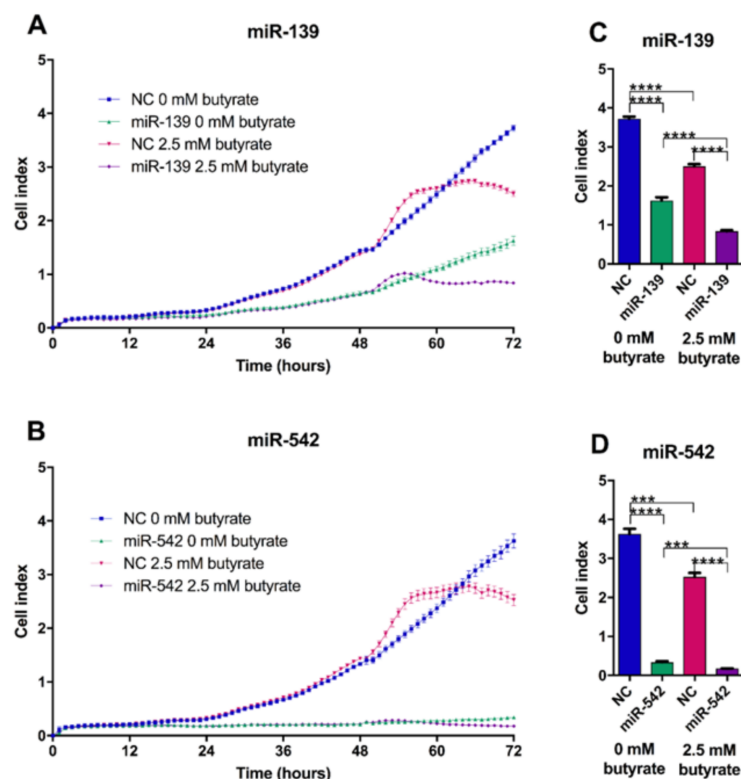 A
miR-139
5
4
3
2
1
0
Cell index
NC 0 mM butyrate
miR-139 0 mM butyrate
NC 2.5 mM butyrate
miR-139 2.5 mM butyrate
0 12 24 36 48 60 72
Time (hours)
C
miR-139
5
4
3
2
1
0
Cell index
****
****
****
****
NC
miR-139
NC
miR-139
0 mM
butyrate
2.5 mM
butyrate
B
miR-542
5
4
3
2
1
0
Cell index
NC 0 mM butyrate
miR-542 0 mM butyrate
NC 2.5 mM butyrate
miR-542 2.5 mM butyrate
0 12 24 36 48 60 72
Time (hours)
D
miR-542
5
4
3
2
1
0
Cell index
***
****
***
****
NC
miR-542
NC
miR-542
0 mM
butyrate
2.5 mM
butyrate